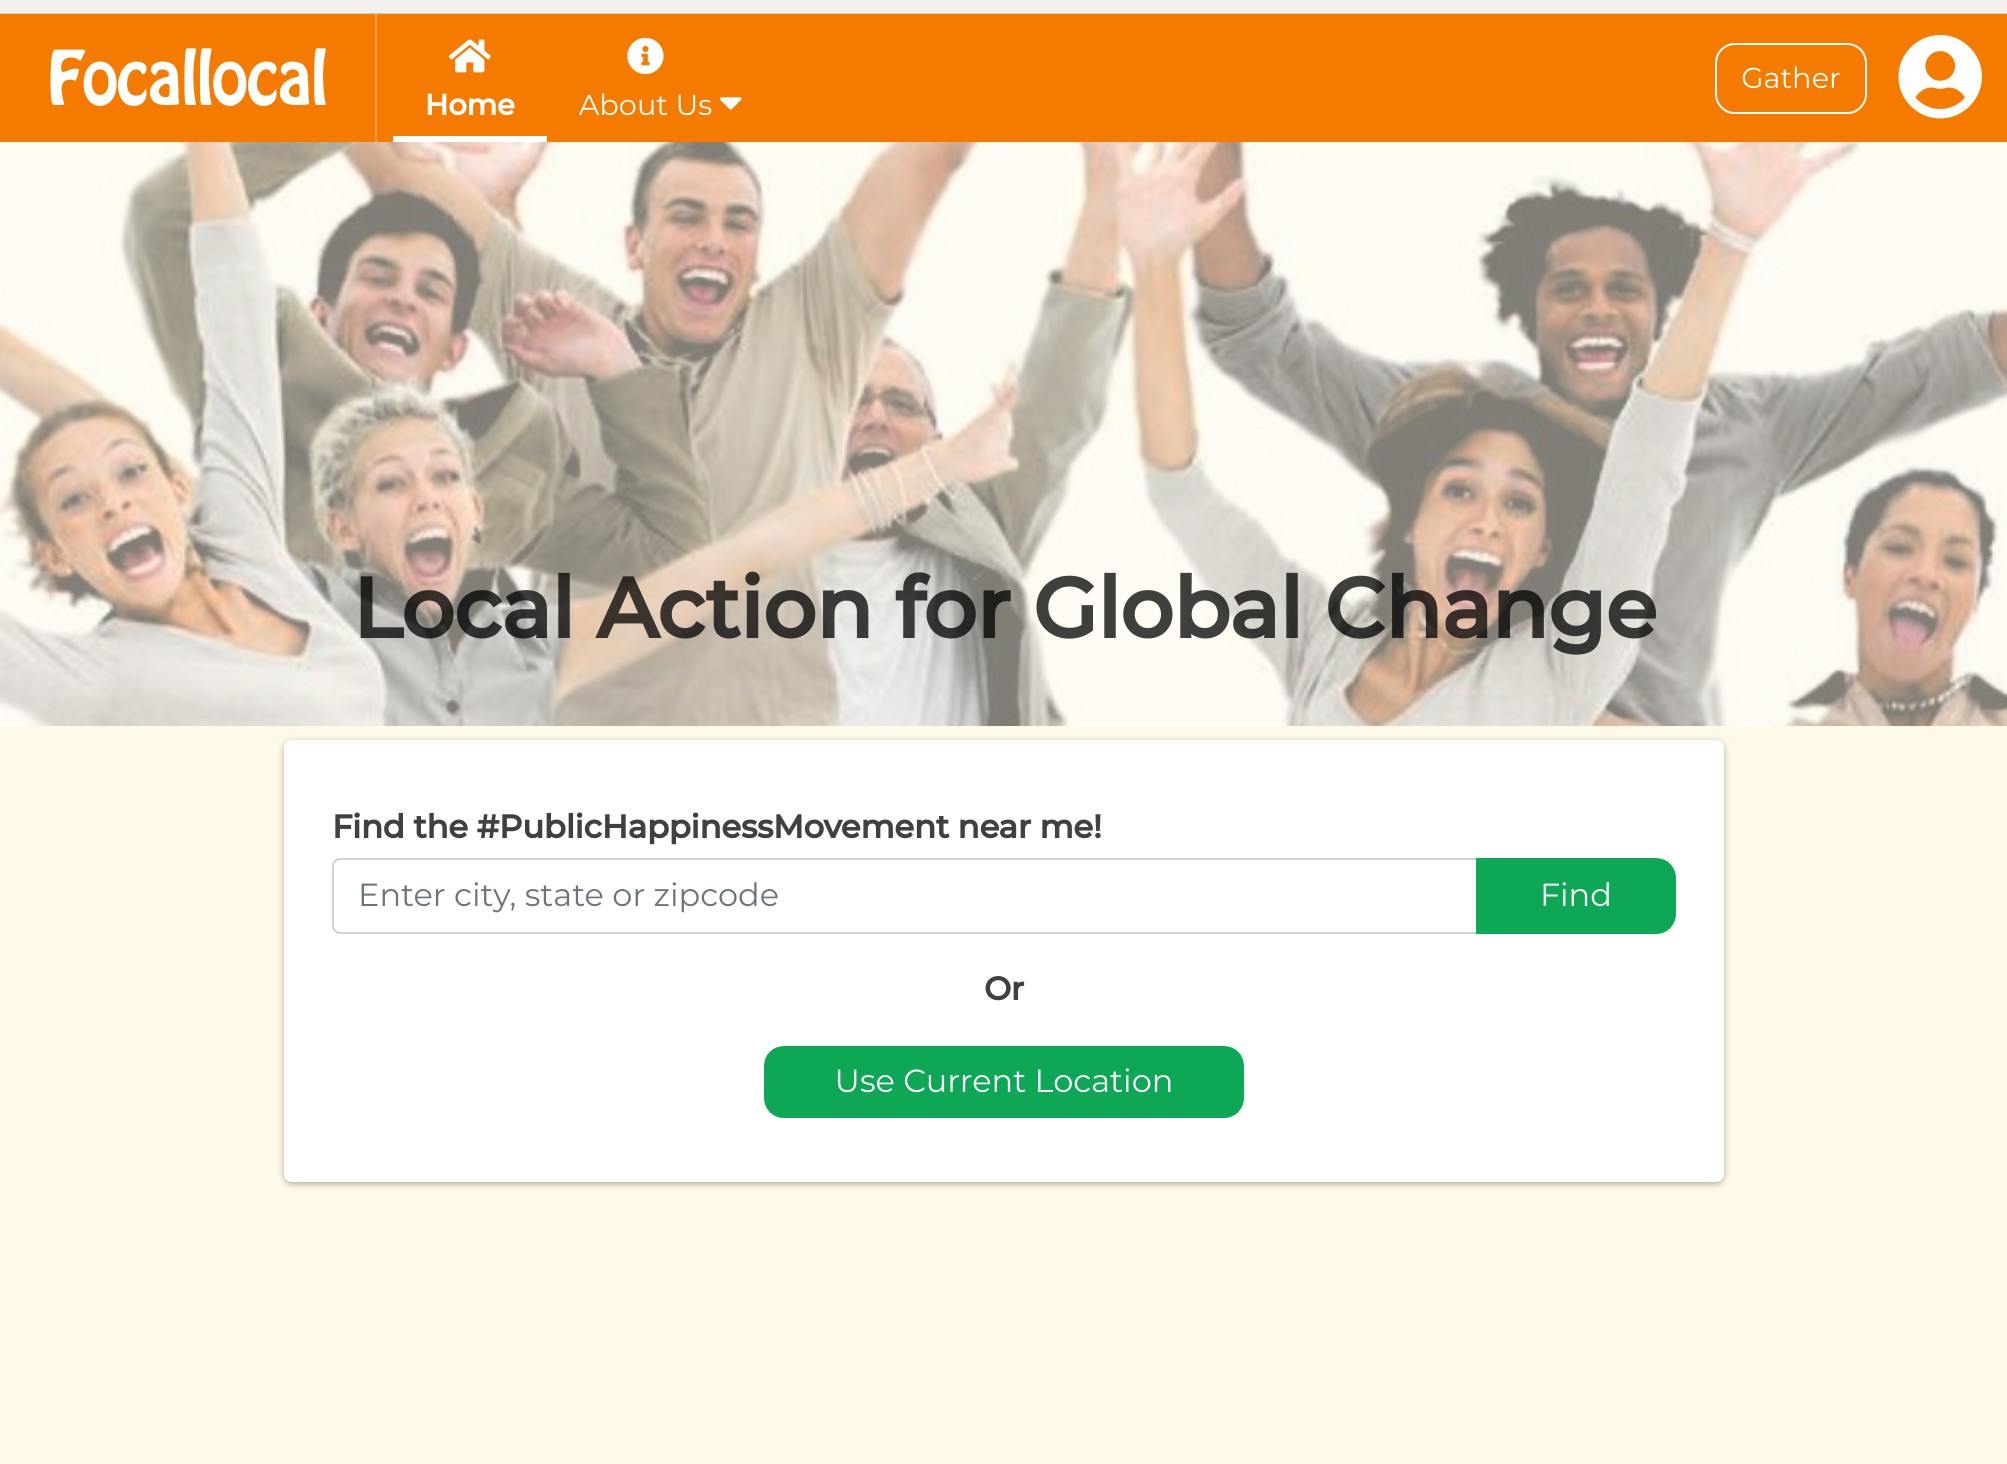 Focallocal
Home
About Us
Gather
Local Action for Global Change
Find the #PublicHappinessMovement near me!
Enter city, state or zipcode
Find
Or
Use Current Location